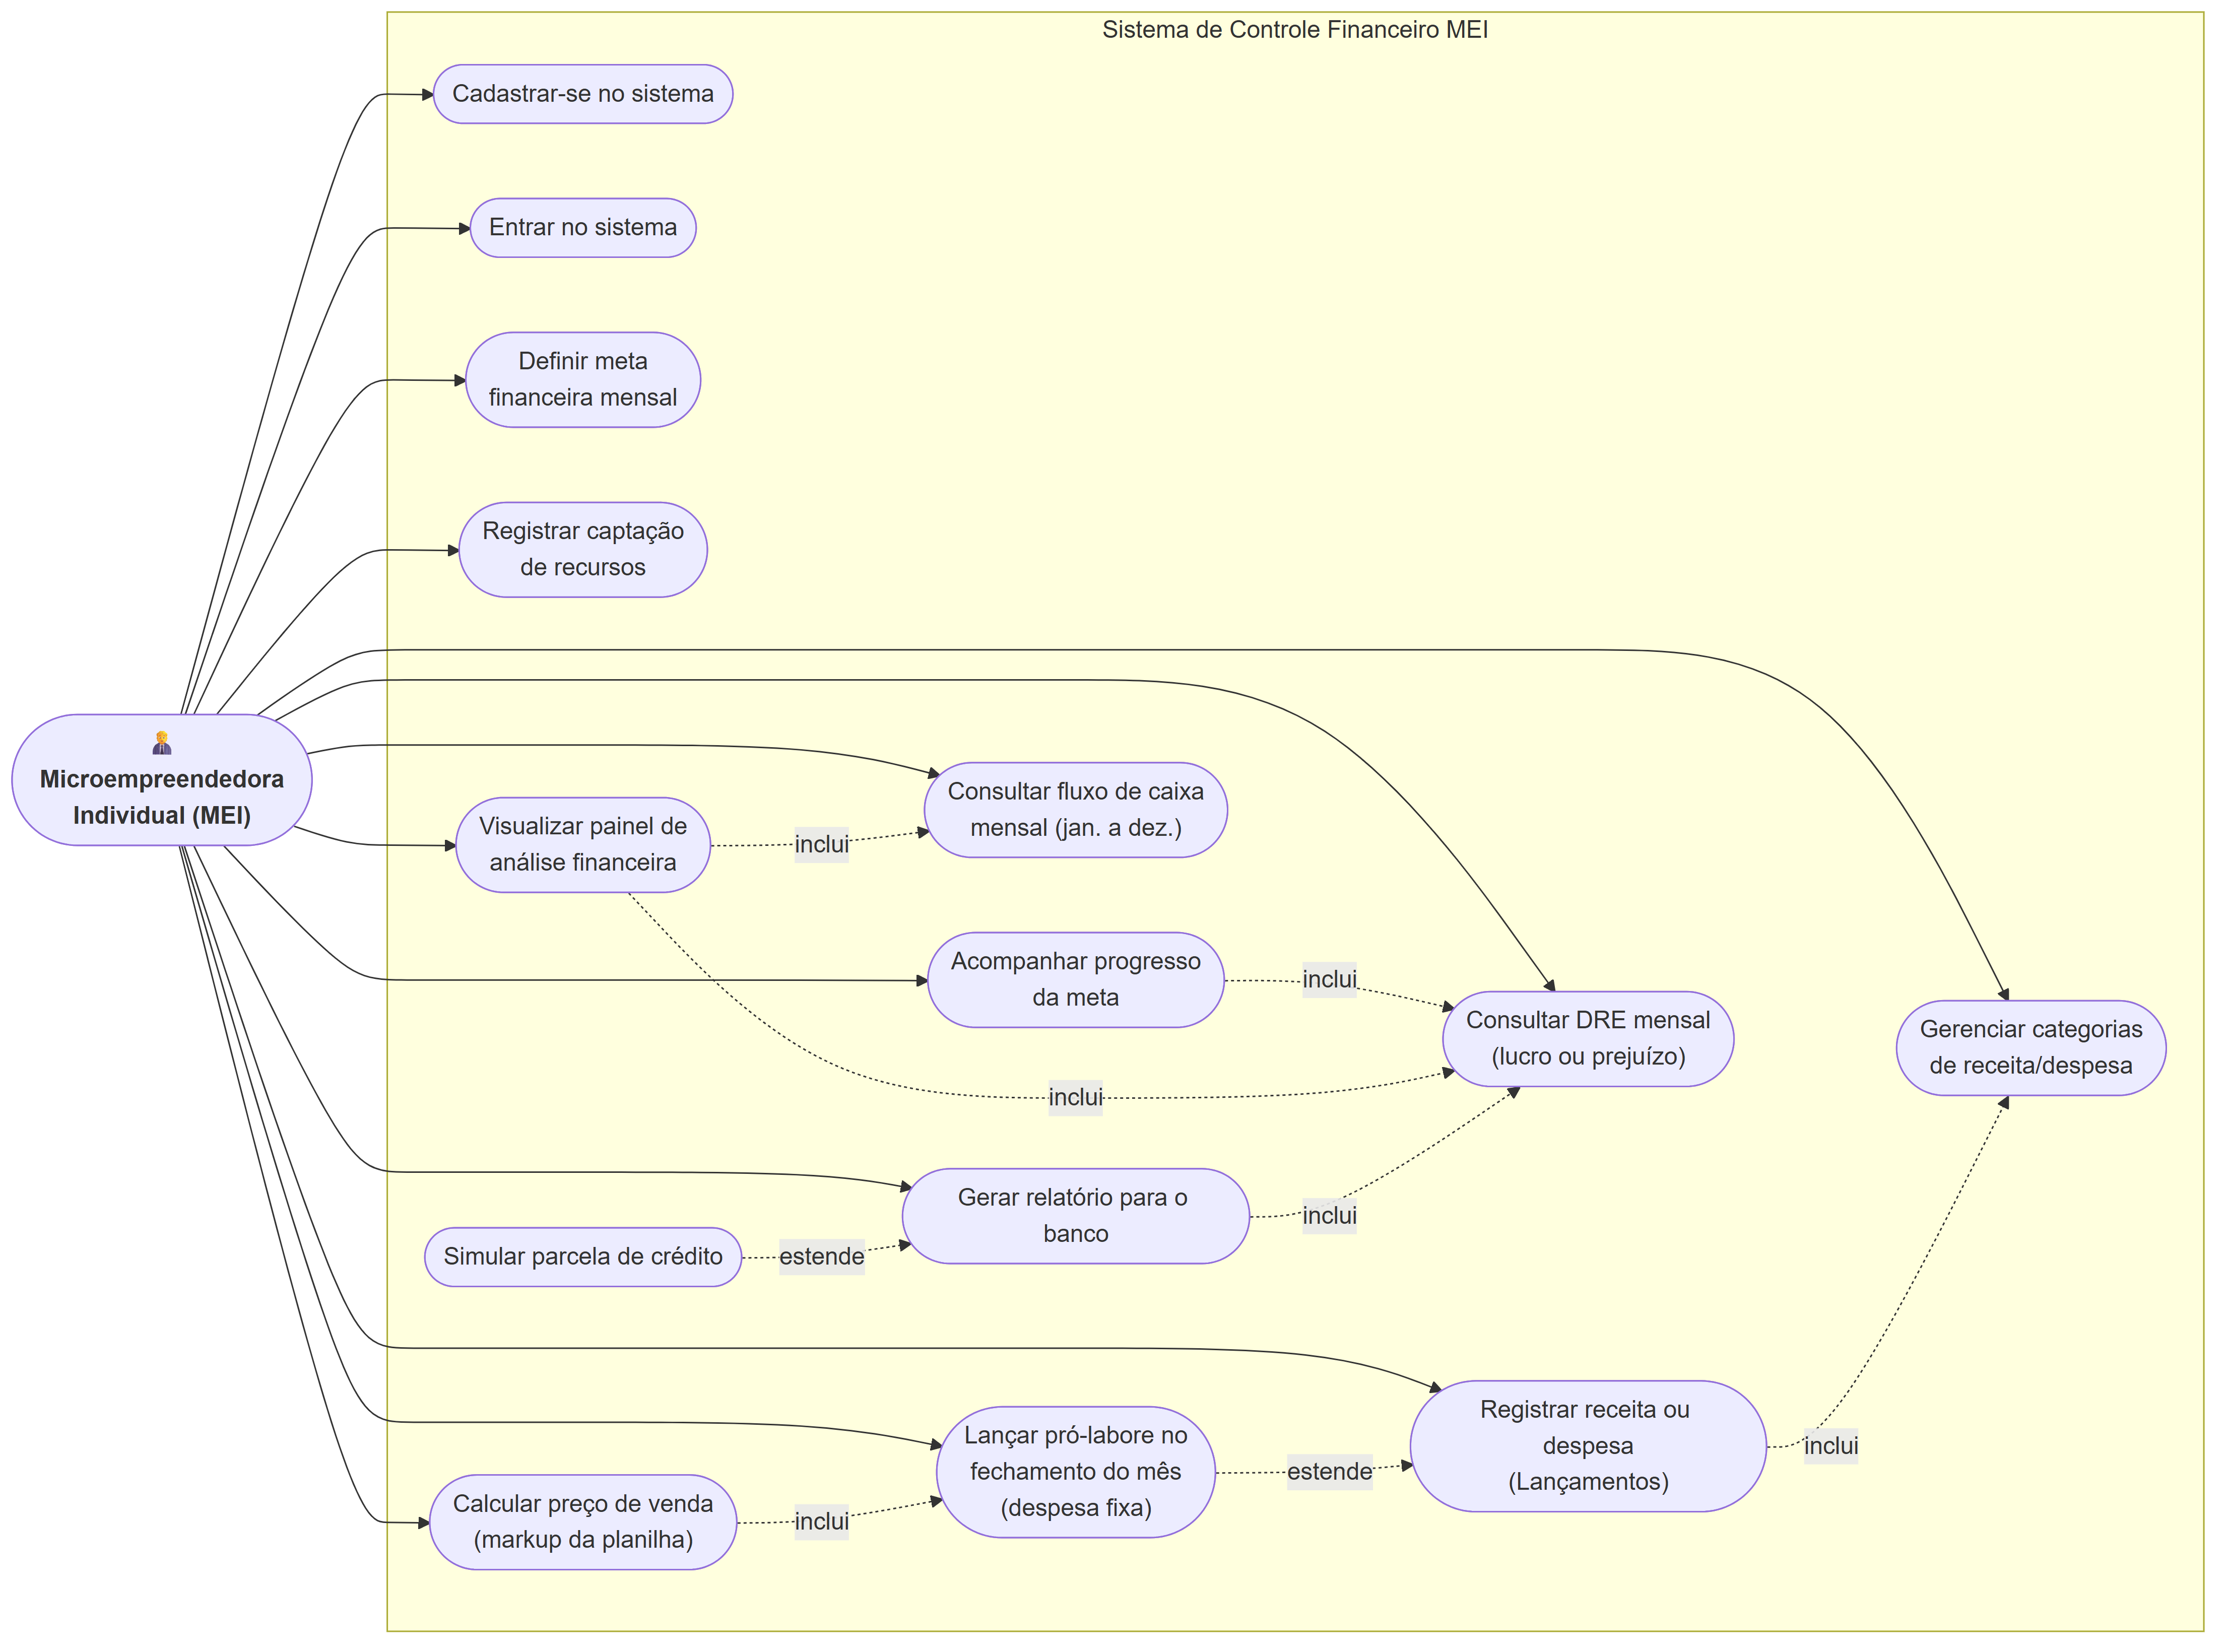 Sistema de Controle Financeiro MEI
Cadastrar-se no sistema
Entrar no sistema
Definir meta
financeira mensal
Registrar captação
de recursos
Microempreendedora
Individual (MEI)
Visualizar painel de
análise financeira
inclui
Consultar fluxo de caixa
mensal (jan. a dez.)
Acompanhar progresso
da meta
inclui
inclui
Consultar DRE mensal
(lucro ou prejuízo)
Gerenciar categorias
de receita/despesa
Simular parcela de crédito
estende
Gerar relatório para o
banco
inclui
Calcular preço de venda
(markup da planilha)
inclui
Lançar pró-labore no
fechamento do mês
(despesa fixa)
estende
Registrar receita ou
despesa
(Lançamentos)
inclui